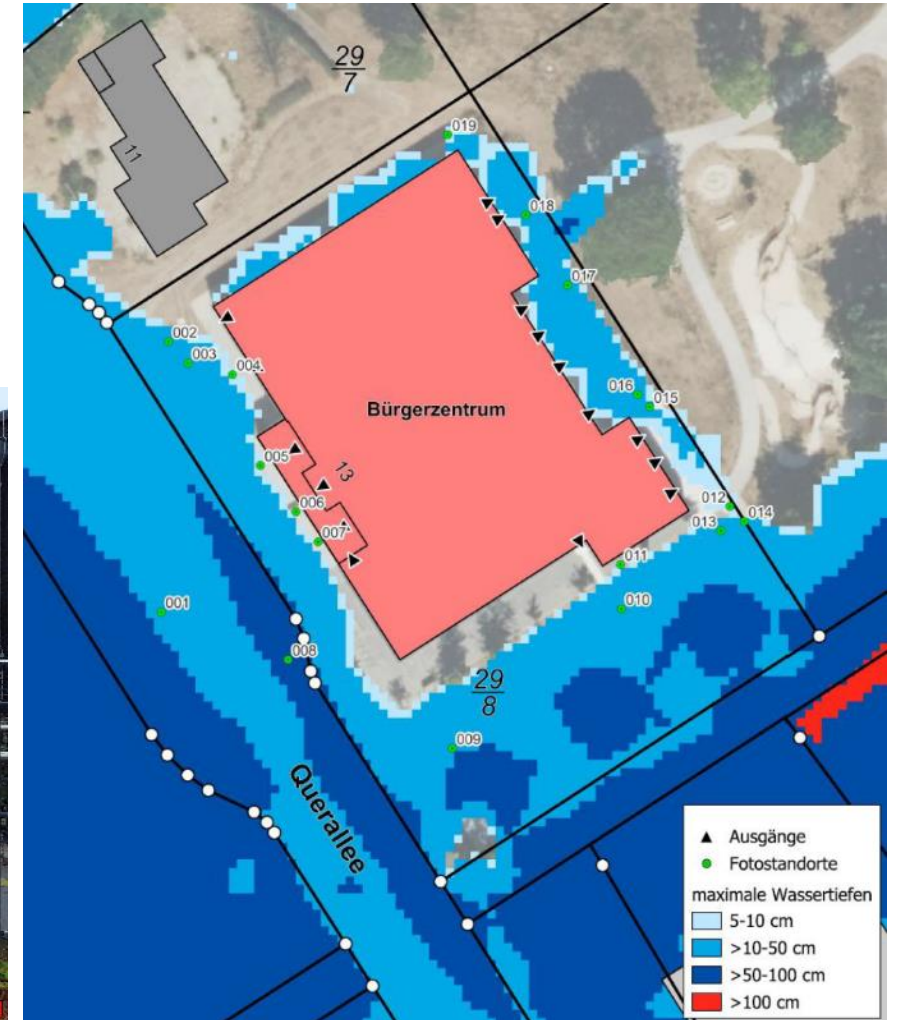 29
7
11
019
018
017
002
003
004
016
015
Bürgerzentrum
005
13
006
012
014
013
007
011
001
010
008
29
8
009
Querallee
Ausgänge
Fotostandorte
maximale Wassertiefen
5-10 cm
>10-50 cm
>50-100 cm
>100 cm